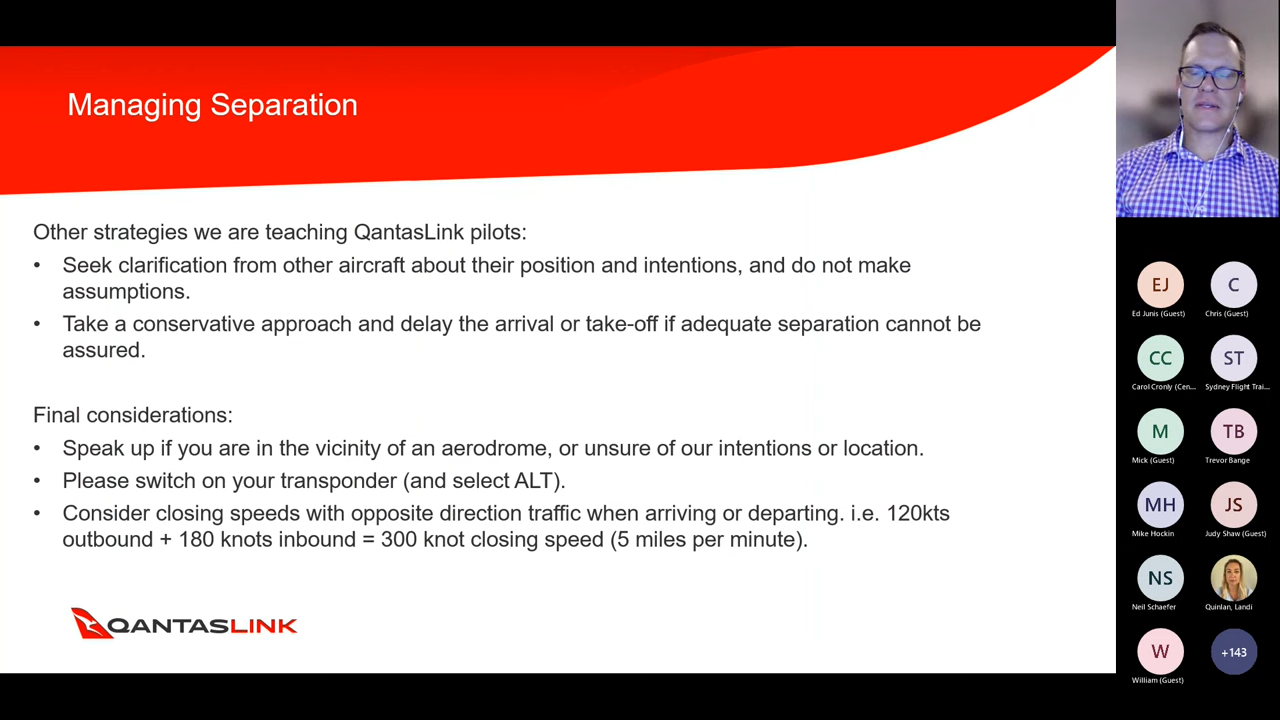 Managing Separation
Other strategies we are teaching QantasLink pilots:
• Seek clarification from other aircraft about their position and intentions, and do not make
assumptions.
• Take a conservative approach and delay the arrival or take-off if adequate separation cannot be
assured.
Final considerations:
• Speak up if you are in the vicinity of an aerodrome, or unsure of our intentions or location.
• Please switch on your transponder (and select ALT).
• Consider closing speeds with opposite direction traffic when arriving or departing. i.e. 120kts
outbound + 180 knots inbound = 300 knot closing speed (5 miles per minute).
QANTASLINK
EJ
Ed Junis (Guest)
C
Chris (Guest)
CC
Carol Cronly (Cen...
ST
Sydney Flight Trai...
M
Mick (Guest)
TB
Trevor Bange
MH
Mike Hockin
JS
Judy Shaw (Guest)
NS
Neil Schaefer
Quinlan, Landi
W
William (Guest)
+143